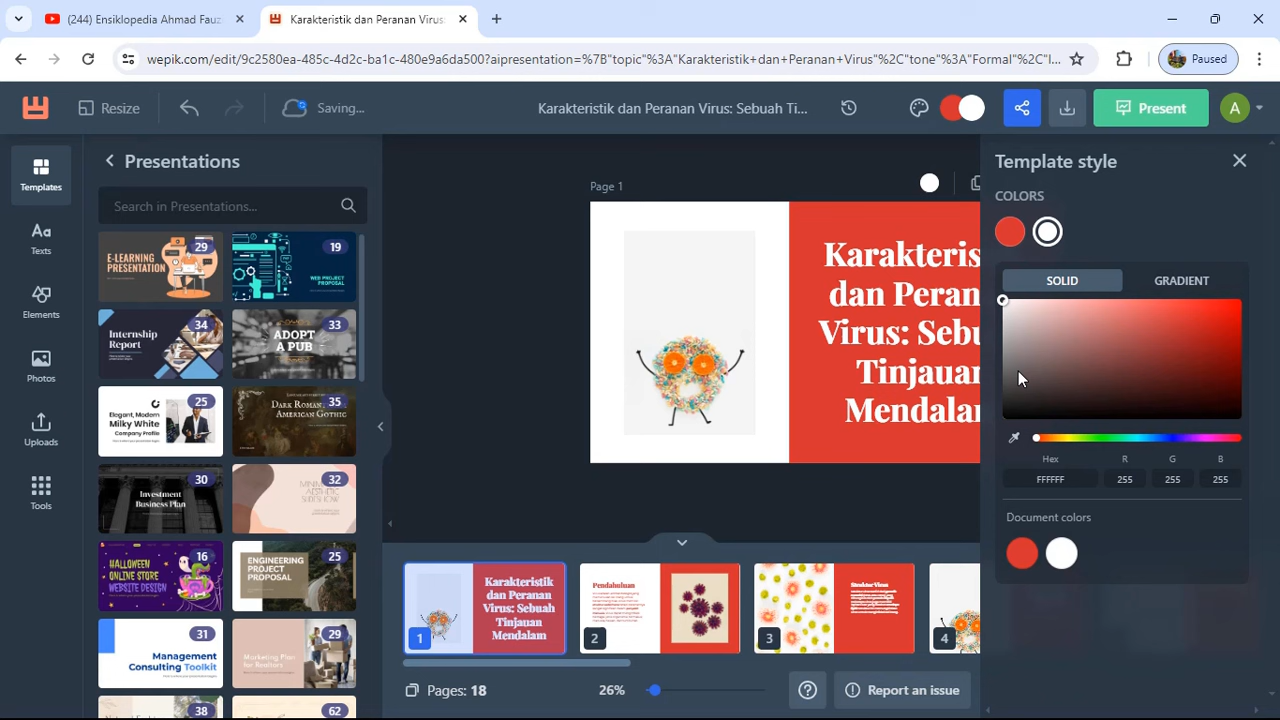 (244) Ensiklopedia Ahmad Fauz
Karakteristik dan Peranan Virus
wepik.com/edit/9c2580ea-485c-4d2c-ba1c-480e9a6da500?aipresentation=%7B"topic"%3A"Karakteristik+dan+Peranan+Virus"%2C"tone"%3A"Formal"%2C"l...
Paused
Resize
Saving...
Karakteristik dan Peranan Virus: Sebuah Ti...
Present
A
Templates
Texts
Elements
Photos
Uploads
Tools
Presentations
Search in Presentations...
E-LEARNING
PRESENTATION
29
WEB PROJECT
PROPOSAL
19
Internship
Report
34
ADOPT
A PUB
33
Elegant, Modern
Milky White
Company Profile
25
Dark Romanticism
American Gothic
35
Investment
Business Plan
30
32
HALLOWEEN
ONLINE STORE
WEBSITE DESIGN
16
ENGINEERING
PROJECT
PROPOSAL
25
Management
Consulting Toolkit
31
Marketing Plan
for Realtors
29
38
62
Page 1
Karakteris
dan Peran
Virus: Sebu
Tinjauan
Mendalam
Karakteristik
dan Peranan
Virus: Sebuah
Tinjauan
Mendalam
1
Pendahuluan
2
Struktur Virus
3
4
Pages: 18
26%
Report an issue
Template style
COLORS
SOLID
GRADIENT
Hex
R
G
B
FFFFFF
255
255
255
Document colors